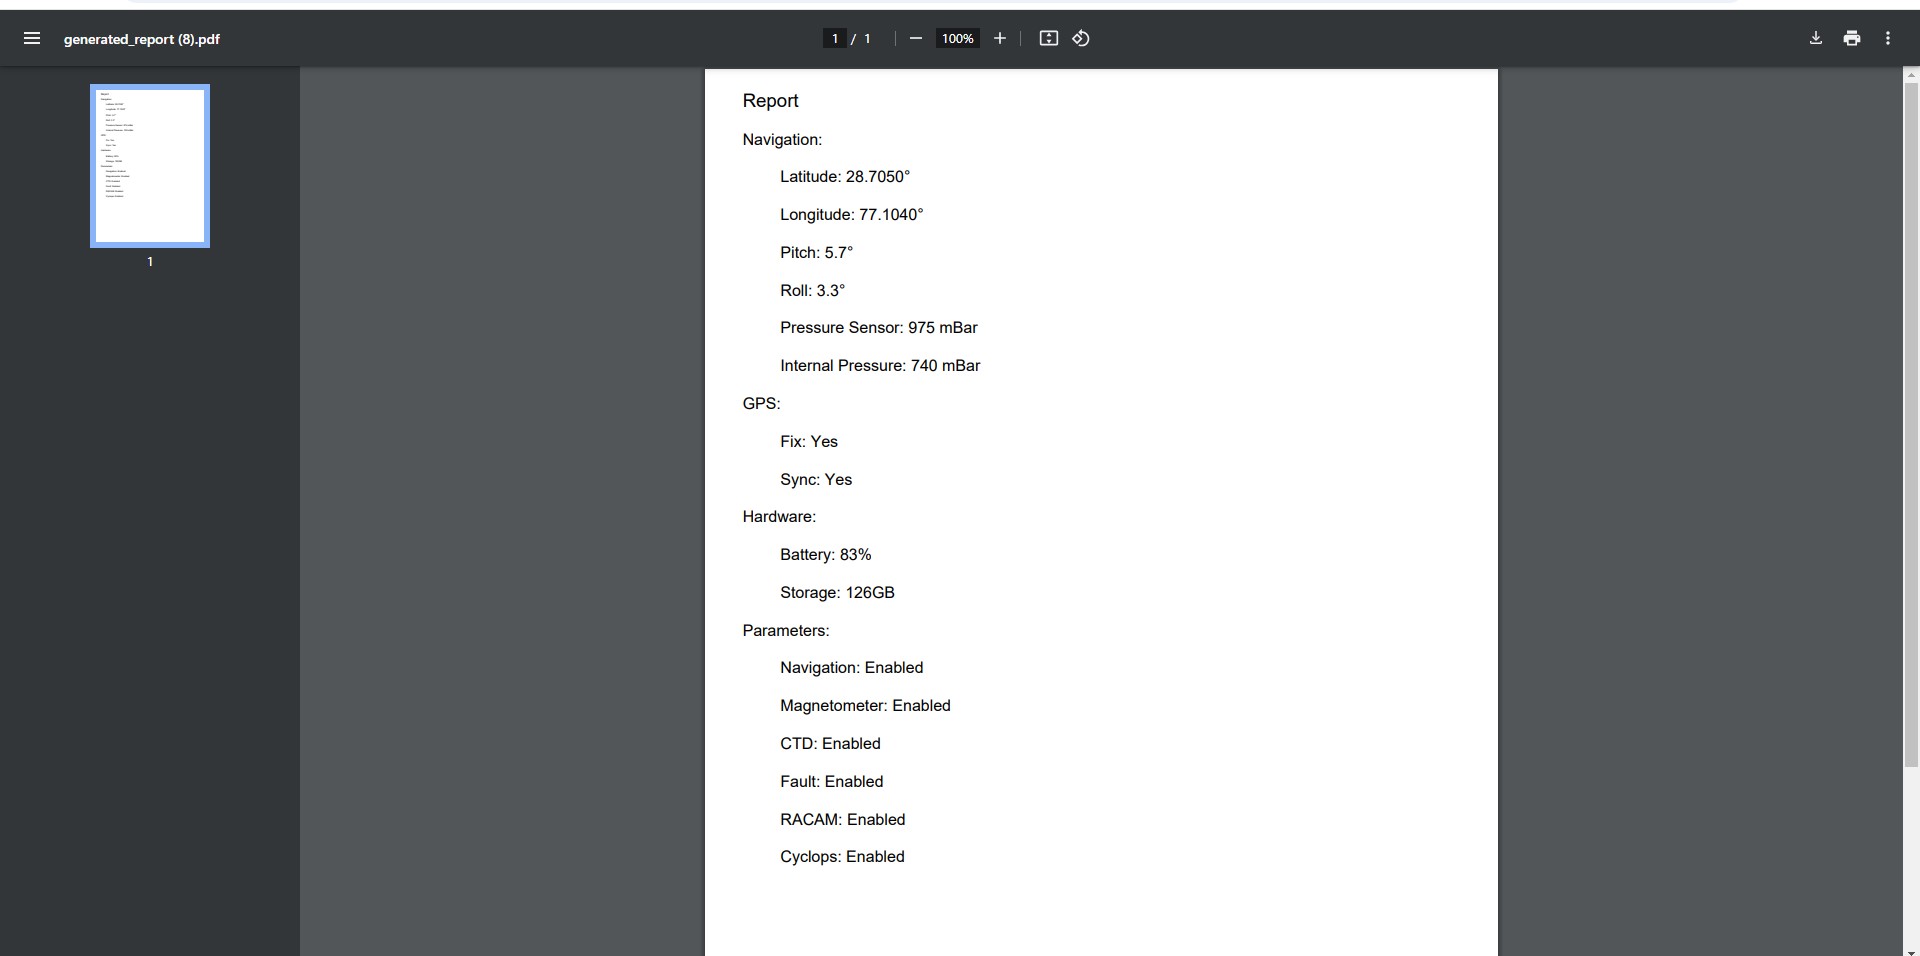 generated_report (8).pdf
1 / 1
100%
1
Report
Navigation:
Latitude: 28.7050°
Longitude: 77.1040°
Pitch: 5.7°
Roll: 3.3°
Pressure Sensor: 975 mBar
Internal Pressure: 740 mBar
GPS:
Fix: Yes
Sync: Yes
Hardware:
Battery: 83%
Storage: 126GB
Parameters:
Navigation: Enabled
Magnetometer: Enabled
CTD: Enabled
Fault: Enabled
RACAM: Enabled
Cyclops: Enabled